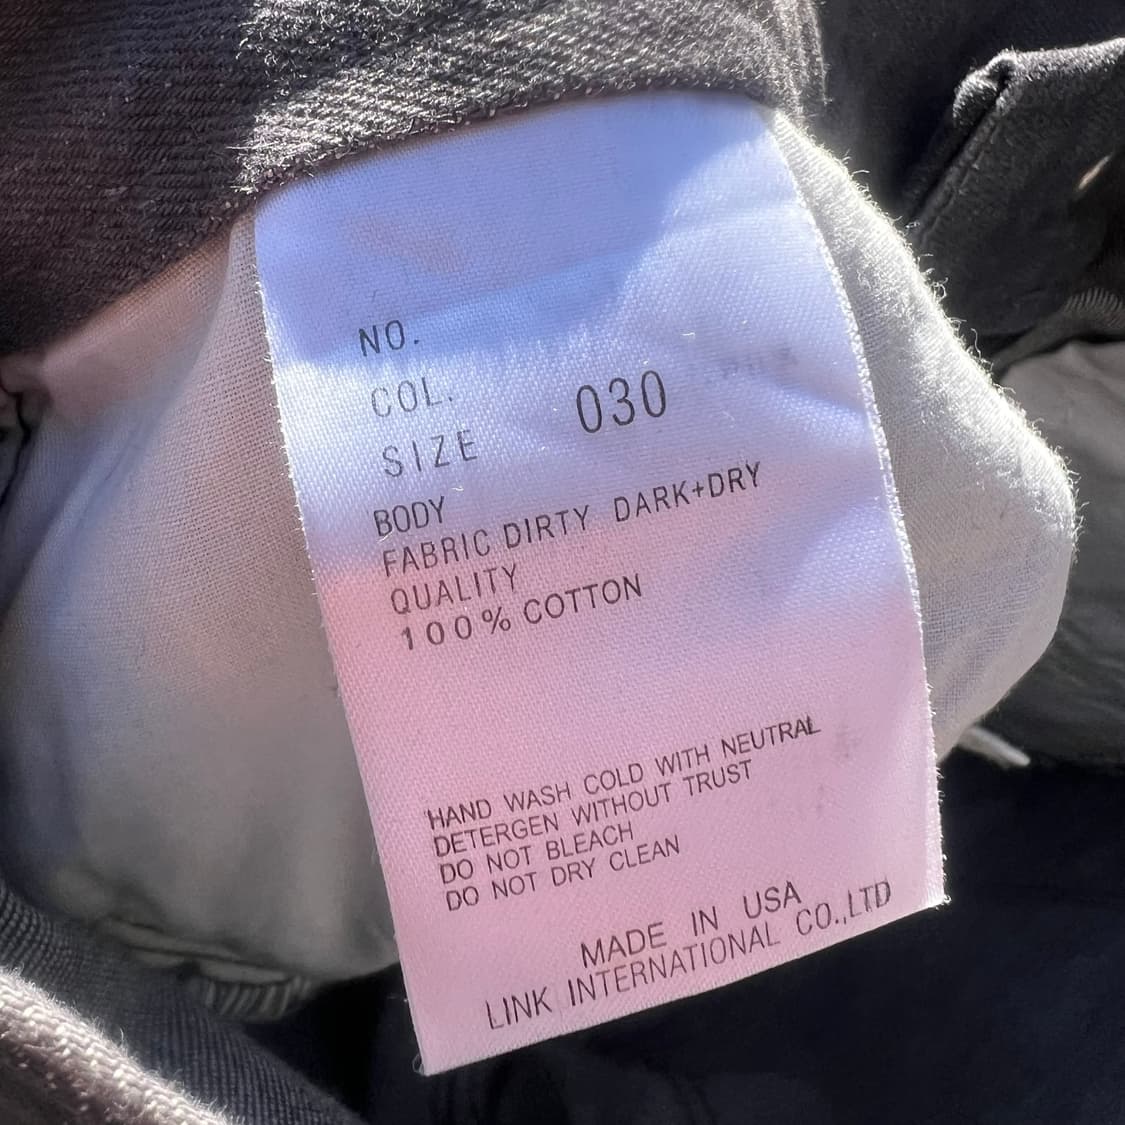 NO.
COL. 030
SIZE
BODY
FABRIC DIRTY DARK+DRY
QUALITY
100% COTTON
HAND WASH COLD WITH NEUTRAL
DETERGEN WITHOUT TRUST
DO NOT BLEACH
DO NOT DRY CLEAN
MADE IN USA
LINK INTERNATIONAL CO.,LTD